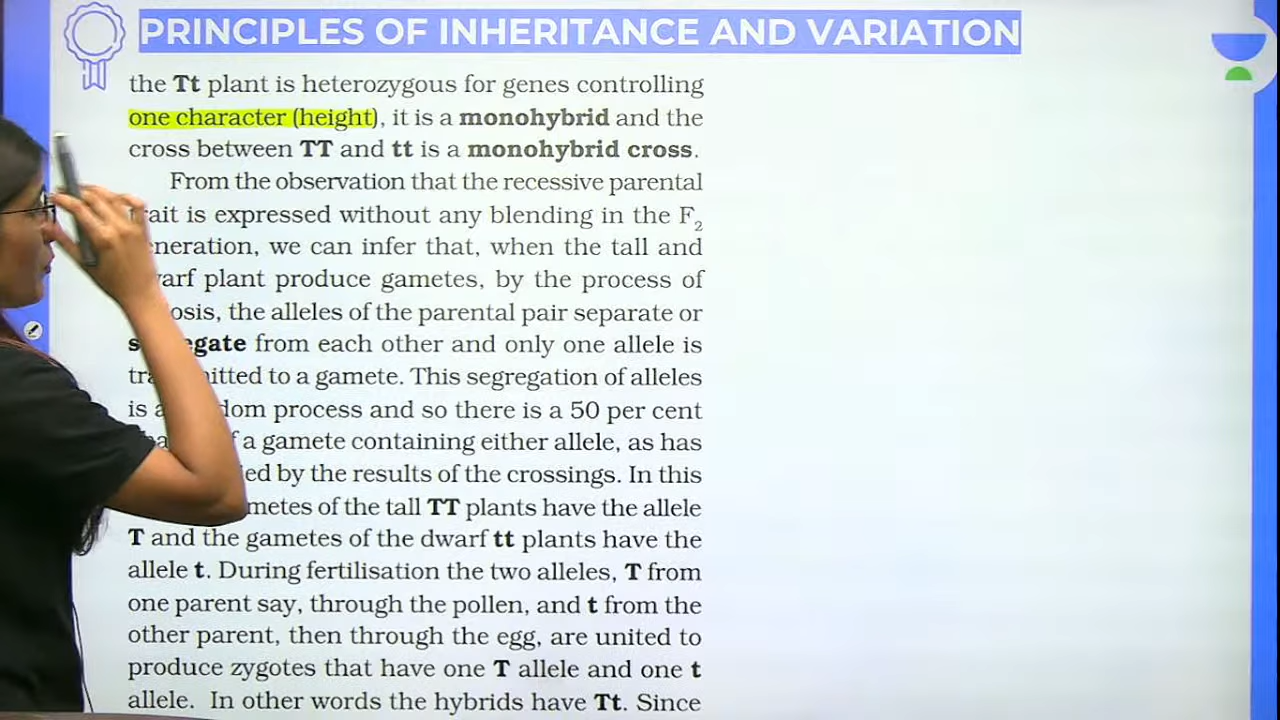 PRINCIPLES OF INHERITANCE AND VARIATION
the Tt plant is heterozygous for genes controlling
one character (height), it is a monohybrid and the
cross between TT and tt is a monohybrid cross.
From the observation that the recessive parental
is expressed without any blending in the F₂
we can infer that, when the tall and
plant produce gametes, by the process of
the alleles of the parental pair separate or
from each other and only one allele is
to a gamete. This segregation of alleles
is process and so there is a 50 per cent
a gamete containing either allele, as has
by the results of the crossings. In this
of the tall TT plants have the allele
T and the gametes of the dwarf tt plants have the
allele t. During fertilisation the two alleles, T from
one parent say, through the pollen, and t from the
other parent, then through the egg, are united to
produce zygotes that have one T allele and one t
allele. In other words the hybrids have Tt. Since